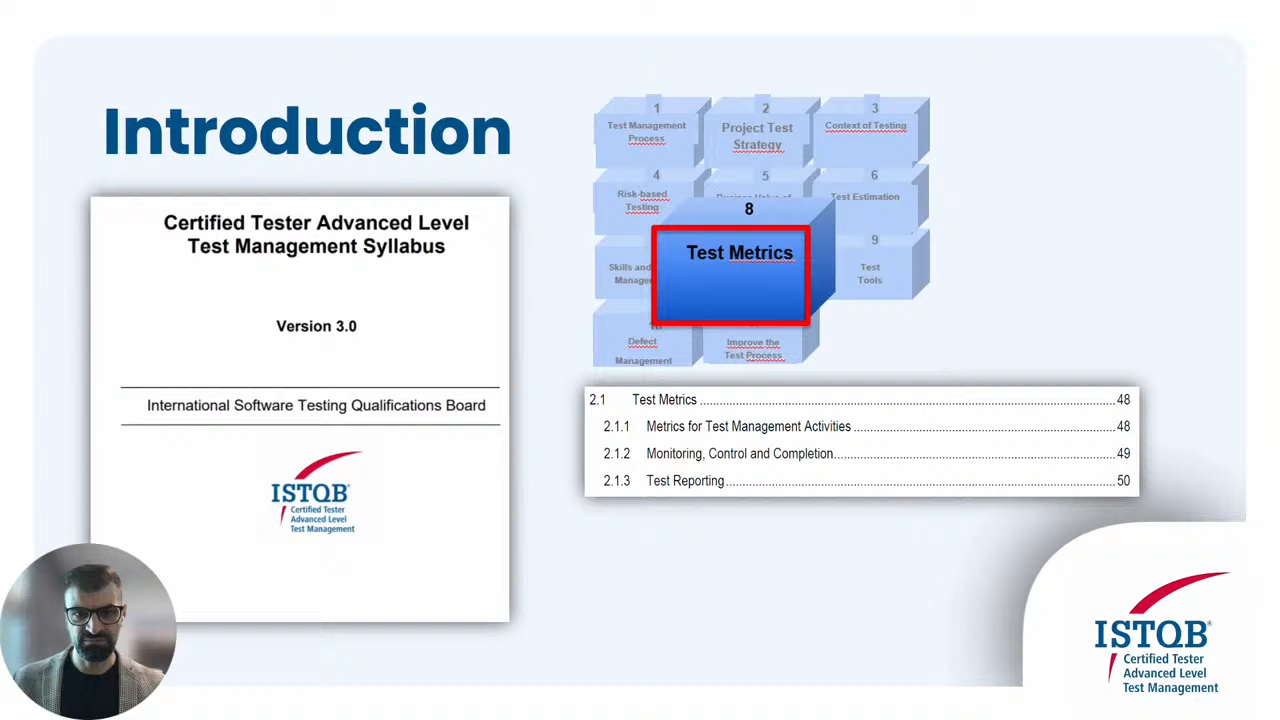 Introduction
Certified Tester Advanced Level
Test Management Syllabus
Version 3.0
International Software Testing Qualifications Board
ISTQB
Certified Tester
Advanced Level
Test Management
1
Test Management
Process
2
Project Test
Strategy
3
Context of Testing
4
Risk-based
Testing
5
6
Test Estimation
Skills and
8
Test Metrics
9
Test
Tools
Defect
Management
Improve the
Test Process
2.1 Test Metrics ........ 48
2.1.1 Metrics for Test Management Activities ........ 48
2.1.2 Monitoring, Control and Completion ........ 49
2.1.3 Test Reporting ........ 50
ISTQB®
Certified Tester
Advanced Level
Test Management